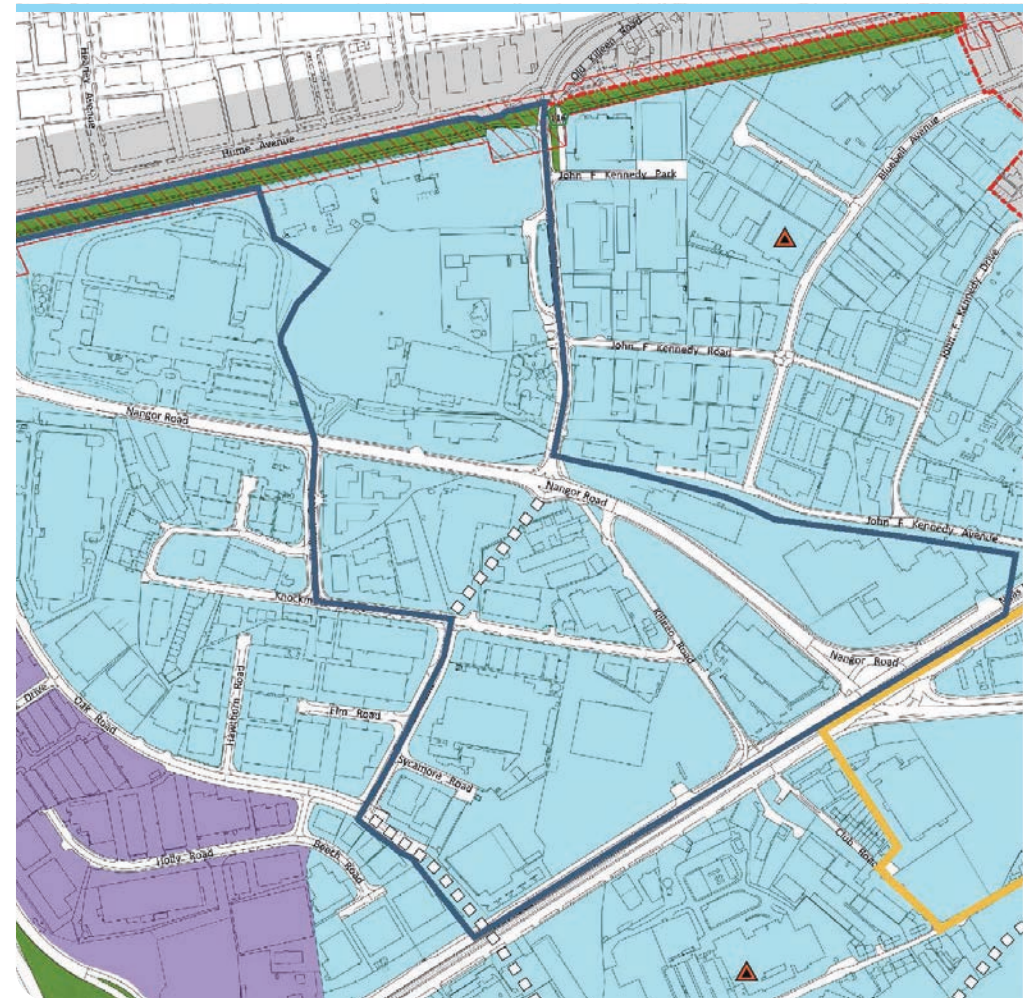 Old Killeen Road
Hume Avenue
John F Kennedy Park
Bluebell Avenue
John F Kennedy Drive
John F Kennedy Road
Nangor Road
Nangor Road
John F Kennedy Avenue
Killeen Road
Nangor Road
Knockm
Drive
Oak Road
Hawthorn Road
Elm Road
Sycamore Road
Holly Road
Beech Road
Club Road